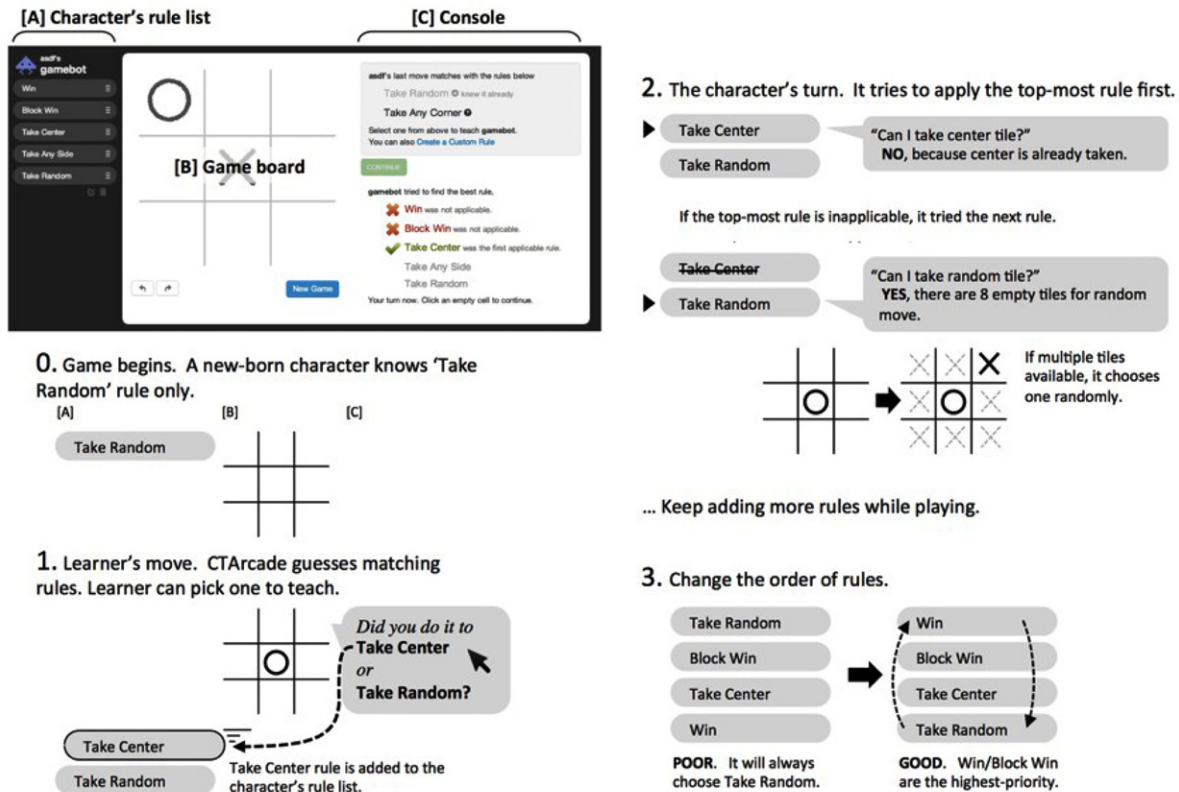 [A] Character's rule list
[C] Console
asdf's
gamebot
Win
Block Win
Take Center
Take Any Side
Take Random
[B] Game board
New Game
asdf's last move matches with the rules below
Take Random knew it already
Take Any Corner
Select one from above to teach gamebot.
You can also Create a Custom Rule
CONTINUE
gamebot tried to find the best rule,
Win was not applicable.
Block Win was not applicable.
Take Center was the first applicable rule.
Take Any Side
Take Random
Your turn now. Click an empty cell to continue.
0. Game begins. A new-born character knows 'Take
Random' rule only.
[A]
[B]
[C]
Take Random
1. Learner's move. CTArcade guesses matching
rules. Learner can pick one to teach.
Did you do it to
Take Center
or
Take Random?
Take Center
Take Random
Take Center rule is added to the
character's rule list.
2. The character's turn. It tries to apply the top-most rule first.
Take Center
Take Random
"Can I take center tile?"
NO, because center is already taken.
If the top-most rule is inapplicable, it tried the next rule.
Take Center
Take Random
"Can I take random tile?"
YES, there are 8 empty tiles for random
move.
If multiple tiles
available, it chooses
one randomly.
... Keep adding more rules while playing.
3. Change the order of rules.
Take Random
Block Win
Take Center
Win
POOR. It will always
choose Take Random.
Win
Block Win
Take Center
Take Random
GOOD. Win/Block Win
are the highest-priority.